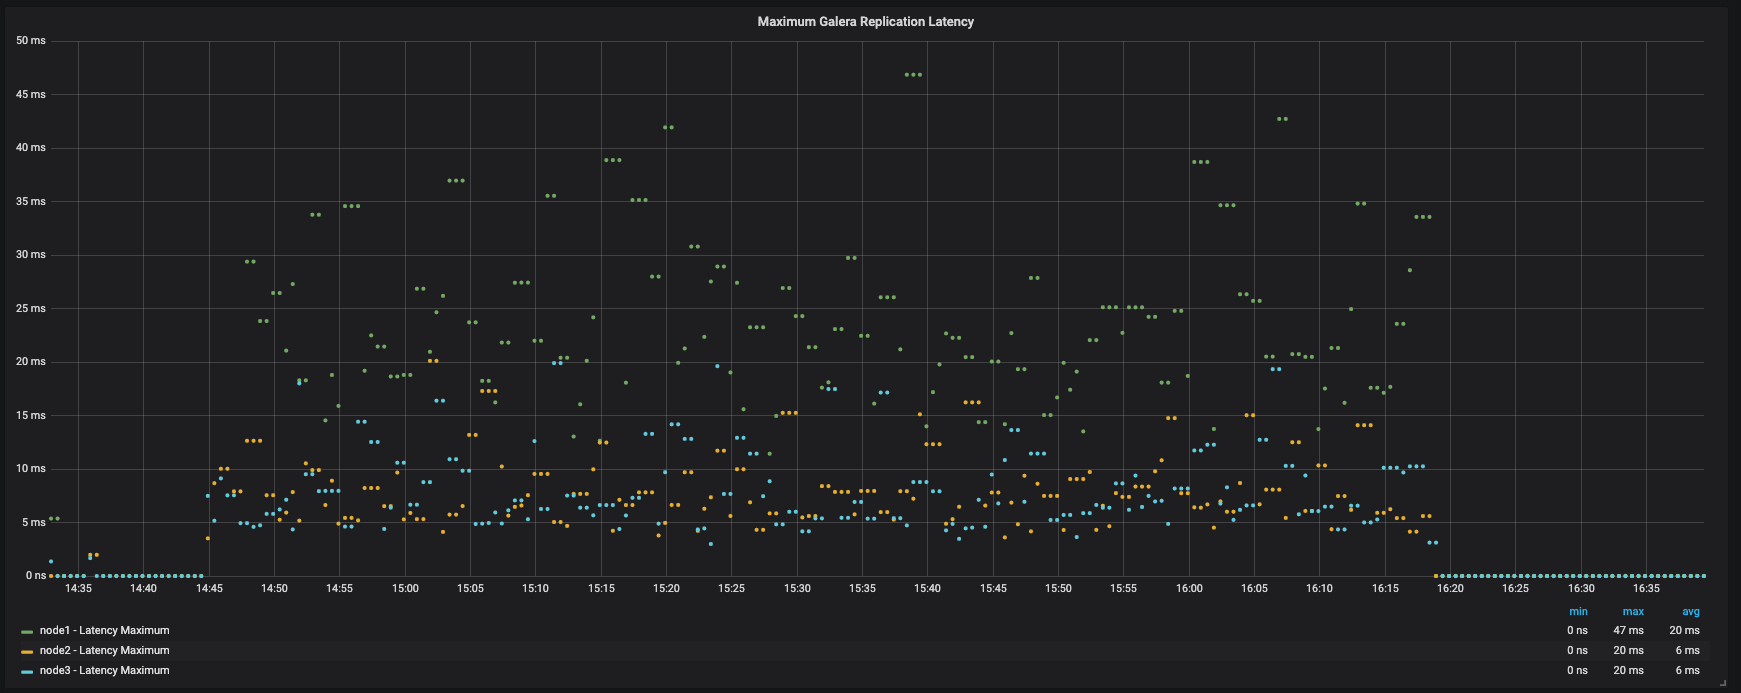 Maximum Galera Replication Latency
50 ms
45 ms
40 ms
35 ms
30 ms
25 ms
20 ms
15 ms
10 ms
5 ms
0 ns
14:35 14:40 14:45 14:50 14:55 15:00 15:05 15:10 15:15 15:20 15:25 15:30 15:35 15:40 15:45 15:50 15:55 16:00 16:05 16:10 16:15 16:20 16:25 16:30 16:35
min max avg
node1 - Latency Maximum 0 ns 47 ms 20 ms
node2 - Latency Maximum 0 ns 20 ms 6 ms
node3 - Latency Maximum 0 ns 20 ms 6 ms